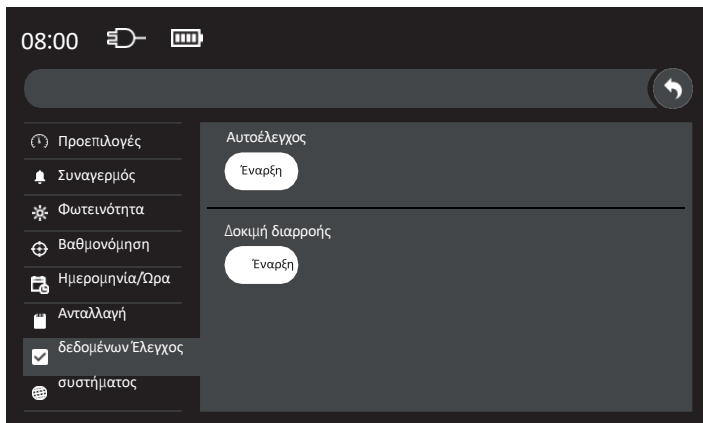 08:00
Προεπιλογές
Συναγερμός
Φωτεινότητα
Βαθμονόμηση
Ημερομηνία/Ώρα
Ανταλλαγή
δεδομένων Έλεγχος
συστήματος
Αυτοέλεγχος
Έναρξη
Δοκιμή διαρροής
Έναρξη